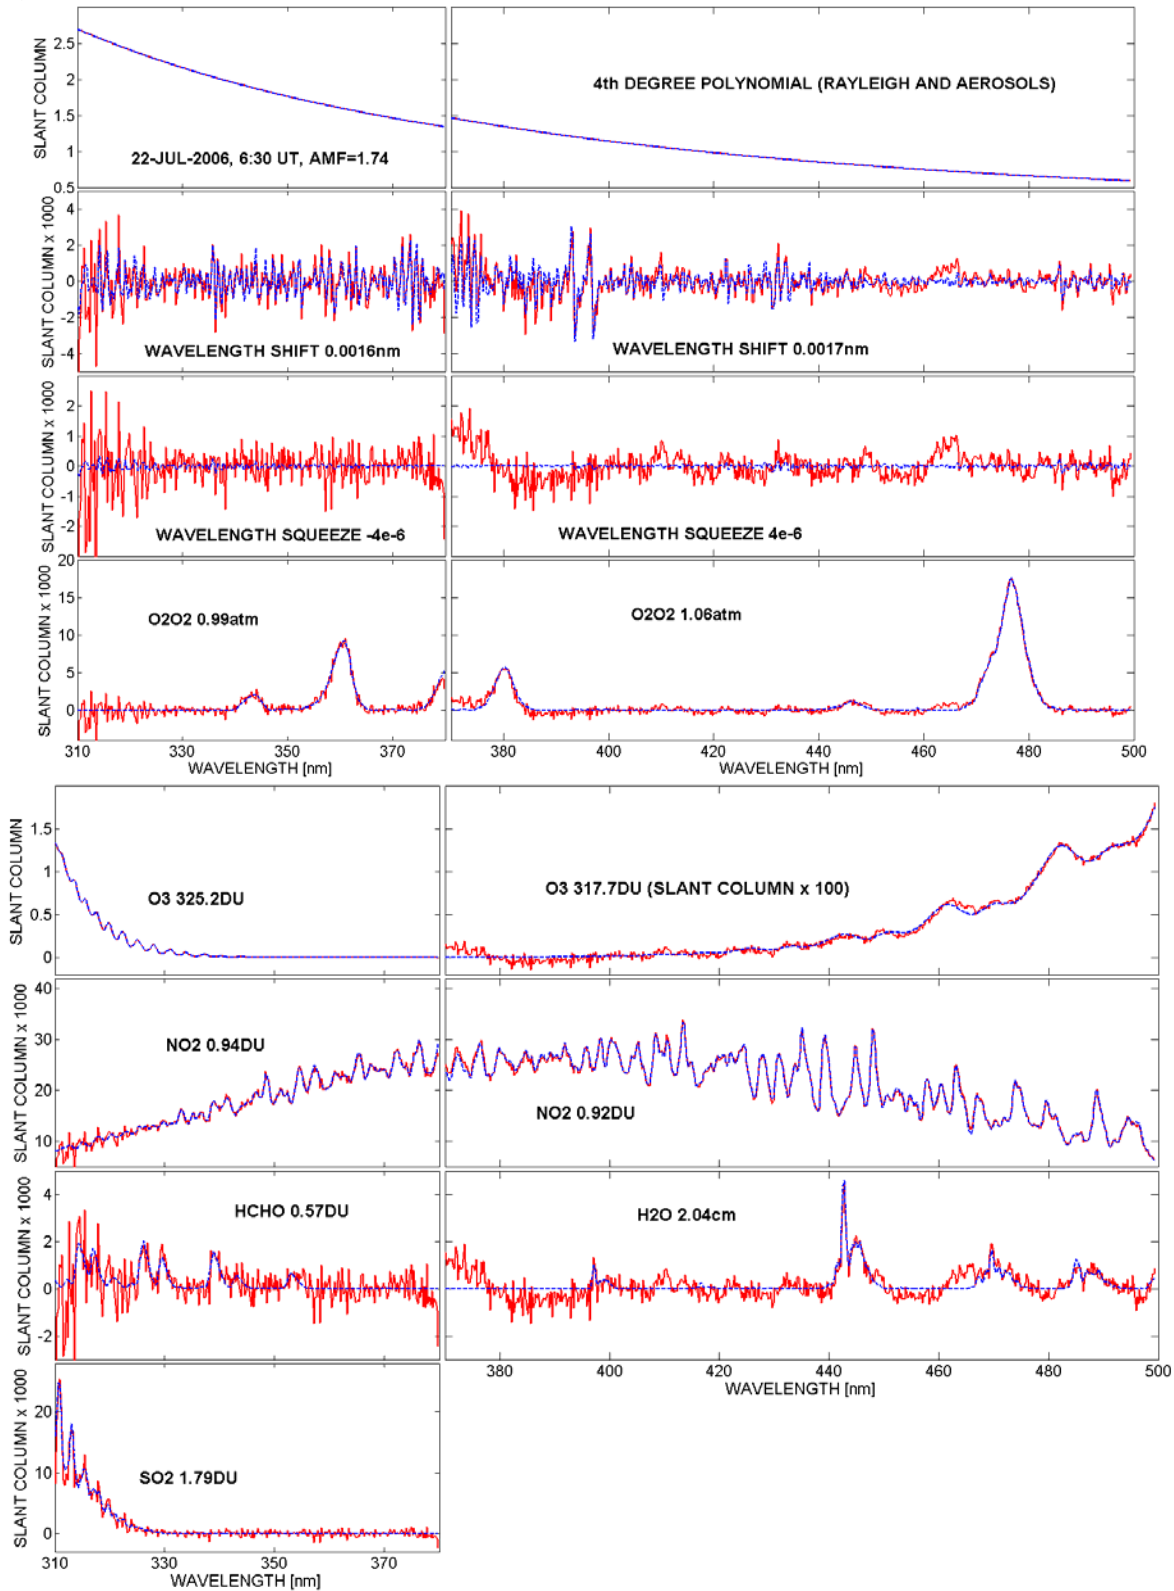 SLANT COLUMN
2.5
2
1.5
1
0.5
4th DEGREE POLYNOMIAL (RAYLEIGH AND AEROSOLS)
22-JUL-2006, 6:30 UT, AMF=1.74
SLANT COLUMN x 1000
4
2
0
-2
-4
WAVELENGTH SHIFT 0.0016nm
WAVELENGTH SHIFT 0.0017nm
SLANT COLUMN x 1000
2
1
0
-1
-2
WAVELENGTH SQUEEZE -4e-6
WAVELENGTH SQUEEZE 4e-6
SLANT COLUMN x 1000
20
15
10
5
0
O2O2 0.99atm
O2O2 1.06atm
310 330 350 370 380 400 420 440 460 480 500
WAVELENGTH [nm] WAVELENGTH [nm]
SLANT COLUMN
1.5
1
0.5
0
O3 325.2DU
O3 317.7DU (SLANT COLUMN x 100)
SLANT COLUMN x 1000
40
30
20
10
NO2 0.94DU
NO2 0.92DU
SLANT COLUMN x 1000
4
2
0
-2
HCHO 0.57DU
H2O 2.04cm
380 400 420 440 460 480 500
WAVELENGTH [nm]
SLANT COLUMN x 1000
20
10
0
SO2 1.79DU
310 330 350 370
WAVELENGTH [nm]